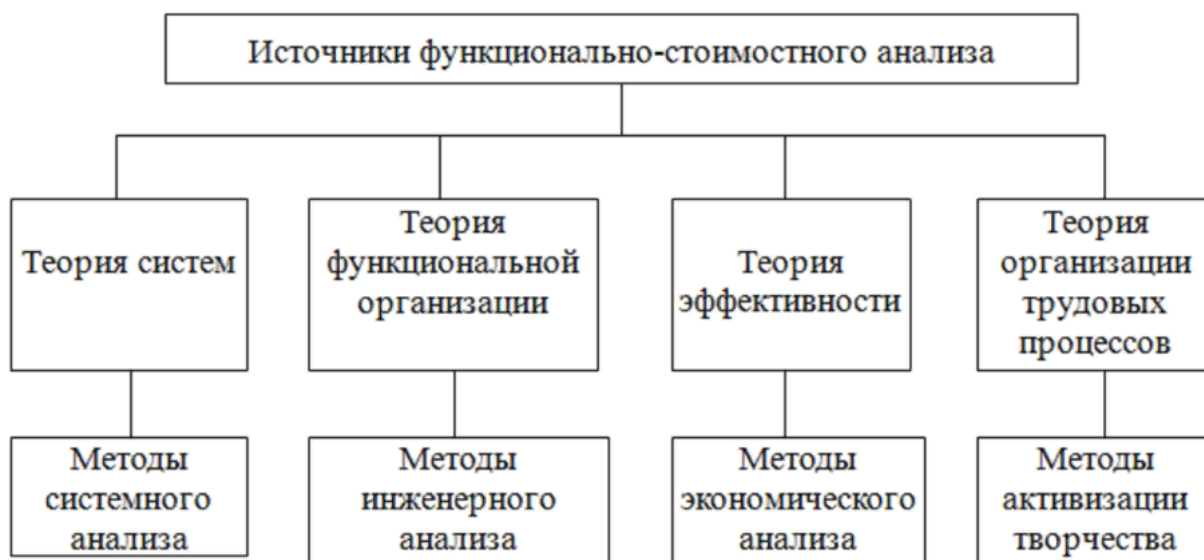 Источники функционально-стоимостного анализа
Теория систем
Теория
функциональной
организации
Теория
эффективности
Теория
организации
трудовых
процессов
Методы
системного
анализа
Методы
инженерного
анализа
Методы
экономического
анализа
Методы
активизации
творчества